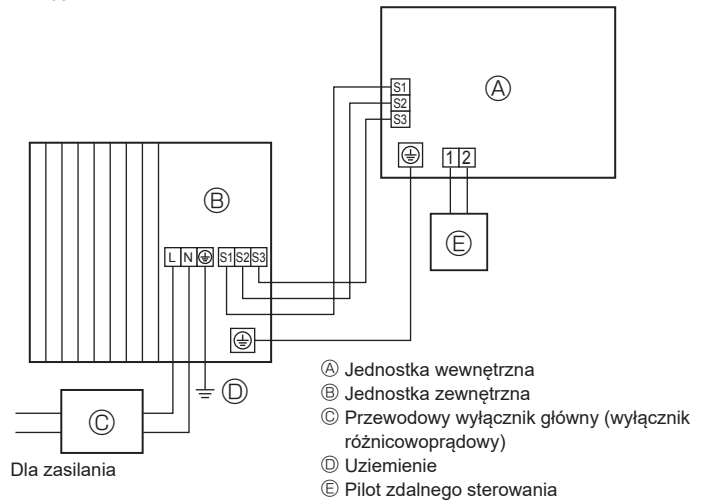 S1
S2
S3
Ⓐ
1 2
Ⓔ
Ⓑ
L N S1 S2 S3
Ⓓ
Ⓒ
Dla zasilania
Ⓐ Jednostka wewnętrzna
Ⓑ Jednostka zewnętrzna
Ⓒ Przewodowy wyłącznik główny (wyłącznik
różnicowoprądowy)
Ⓓ Uziemienie
Ⓔ Pilot zdalnego sterowania